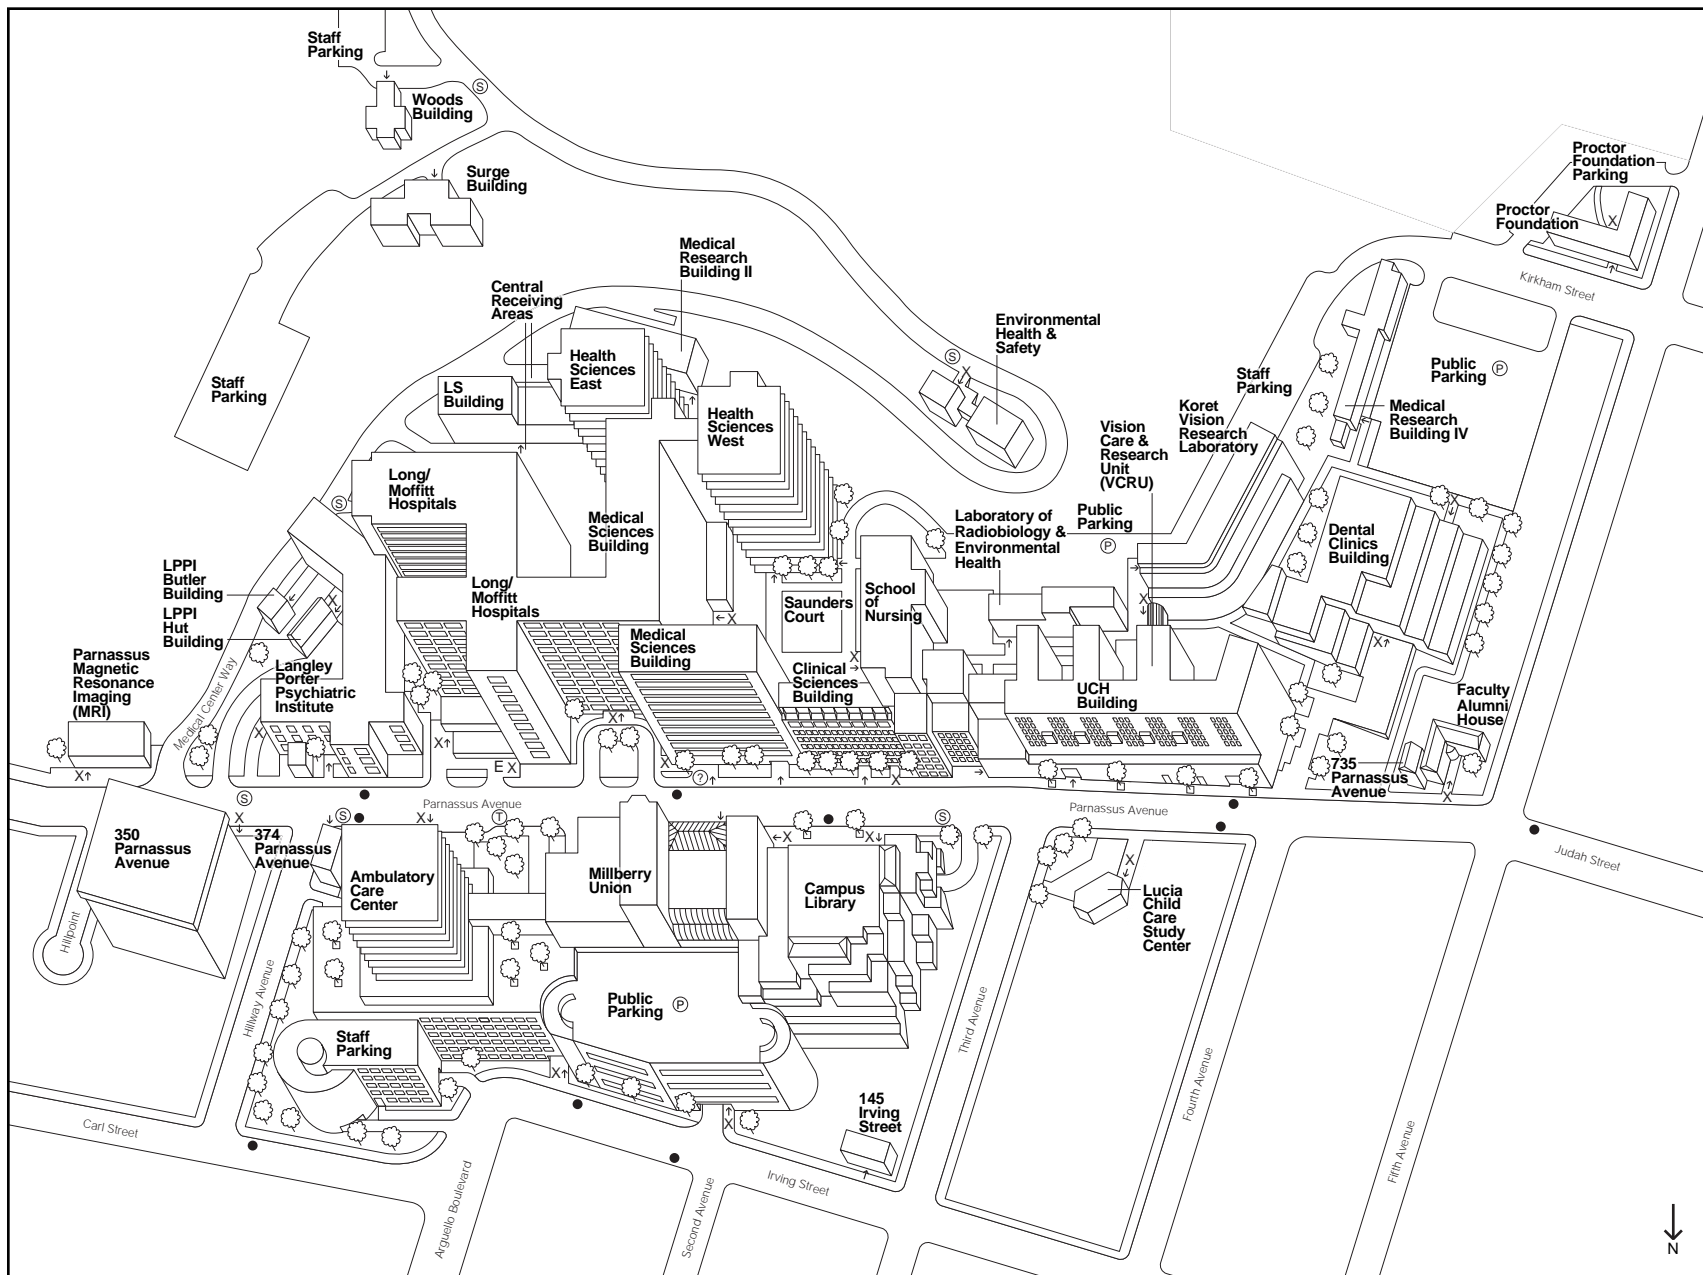 Staff
Parking
Woods
Building
Surge
Building
Proctor
Foundation
Parking
Proctor
Foundation
Kirkham Street
Medical
Research
Building II
Central
Receiving
Areas
Environmental
Health &
Safety
Health
Sciences
East
LS
Building
Health
Sciences
West
Staff
Parking
Staff
Parking
Public
Parking
P
Medical
Research
Building IV
Koret
Vision
Research
Laboratory
Vision
Care &
Research
Unit
(VCRU)
Public
Parking
P
Long/
Moffitt
Hospitals
Medical
Sciences
Building
Laboratory of
Radiobiology &
Environmental
Health
Dental
Clinics
Building
LPPI
Butler
Building
LPPI
Hut
Building
Long/
Moffitt
Hospitals
Saunders
Court
School
of
Nursing
Medical
Sciences
Building
Parnassus
Magnetic
Resonance
Imaging
(MRI)
Medical Center Way
Langley
Porter
Psychiatric
Institute
Clinical
Sciences
Building
UCH
Building
Faculty
Alumni
House
735
Parnassus
Avenue
E X
?
S
S
S
S
S
S
T
Parnassus Avenue
Parnassus Avenue
Judah Street
350
Parnassus
Avenue
374
Parnassus
Avenue
Ambulatory
Care
Center
Millberry
Union
Campus
Library
Lucia
Child
Care
Study
Center
Hillpoint
Hillway Avenue
Public
Parking
P
Staff
Parking
Third Avenue
Fourth Avenue
Fifth Avenue
145
Irving
Street
Carl Street
Arguello Boulevard
Second Avenue
Irving Street
N